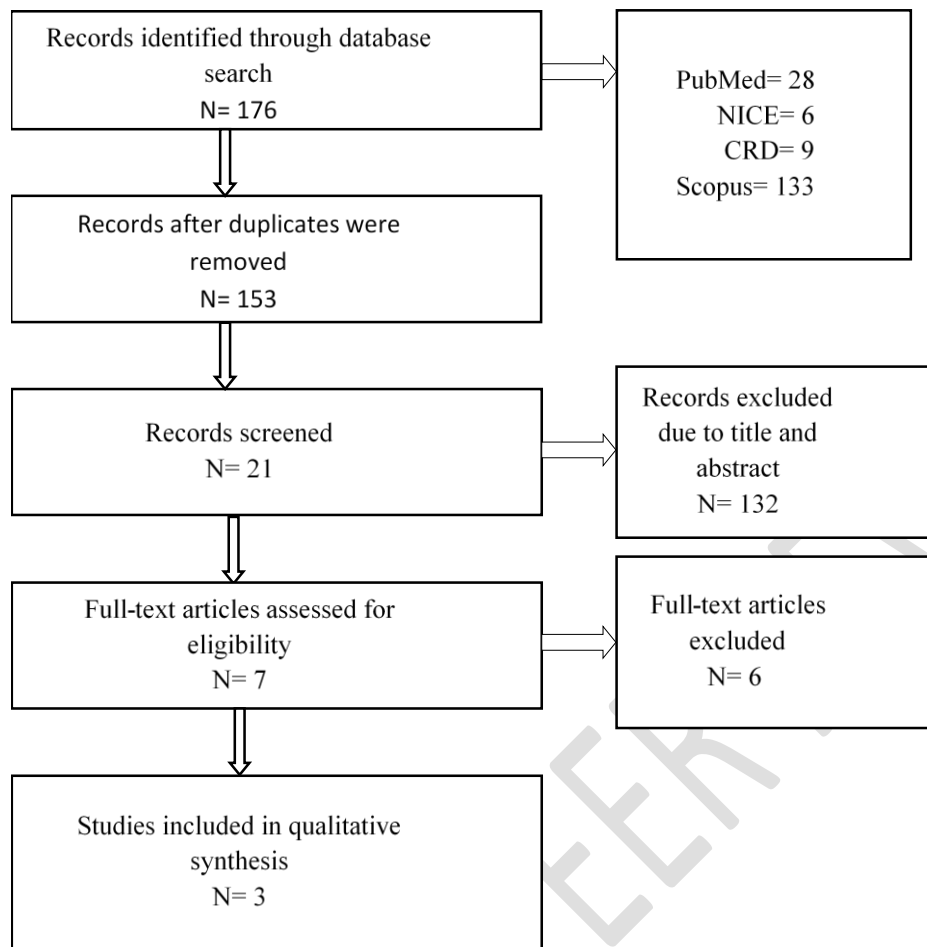 Records identified through database
search
N= 176
PubMed= 28
NICE= 6
CRD= 9
Scopus= 133
Records after duplicates were
removed
N= 153
Records screened
N= 21
Records excluded
due to title and
abstract
N= 132
Full-text articles assessed for
eligibility
N= 7
Full-text articles
excluded
N= 6
Studies included in qualitative
synthesis
N= 3